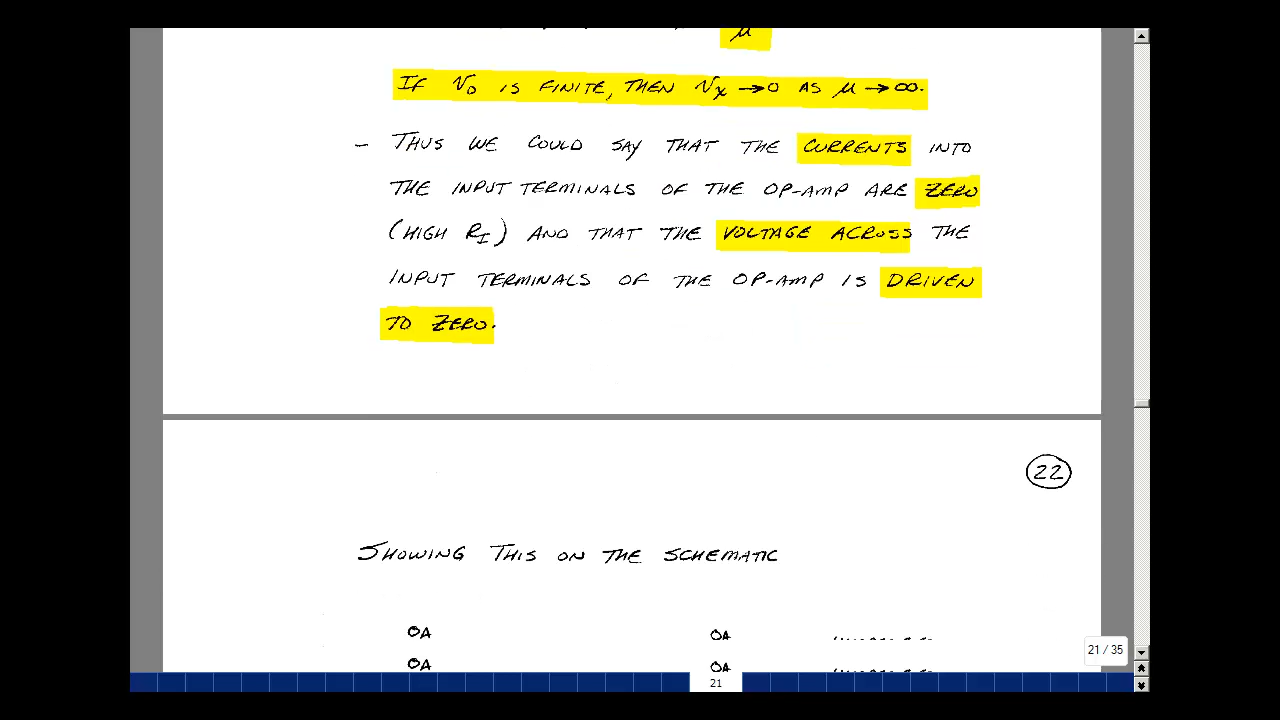 μ
IF V₀ IS FINITE, THEN Vₓ → 0 AS μ → ∞.
– THUS WE COULD SAY THAT THE CURRENTS INTO
THE INPUT TERMINALS OF THE OP-AMP ARE ZERO
(HIGH R_I) AND THAT THE VOLTAGE ACROSS THE
INPUT TERMINALS OF THE OP-AMP IS DRIVEN
TO ZERO.
22
SHOWING THIS ON THE SCHEMATIC
0A 0A
0A 0A
21 / 35
21